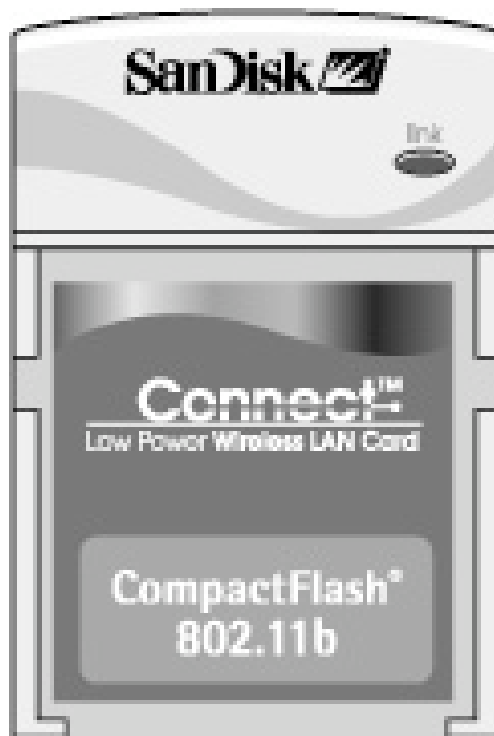 SanDisk
link
Connect™
Low Power Wireless LAN Card
CompactFlash®
802.11b